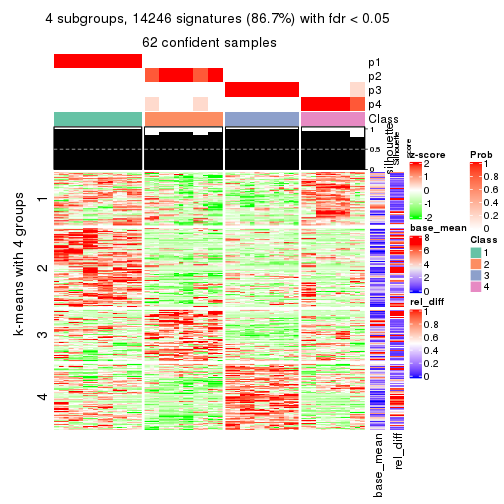 4 subgroups, 14246 signatures (86.7%) with fdr < 0.05
62 confident samples
p1
p2
p3
p4
Class
1
0.5
0
silhouette
Silhouette
score
k-means with 4 groups
1
2
3
4
base_mean
rel_diff
z-score
2
1
0
-1
-2
base_mean
8
6
4
2
0
rel_diff
1
0.8
0.6
0.4
0.2
0
Prob
1
0.8
0.6
0.4
0.2
0
Class
1
2
3
4